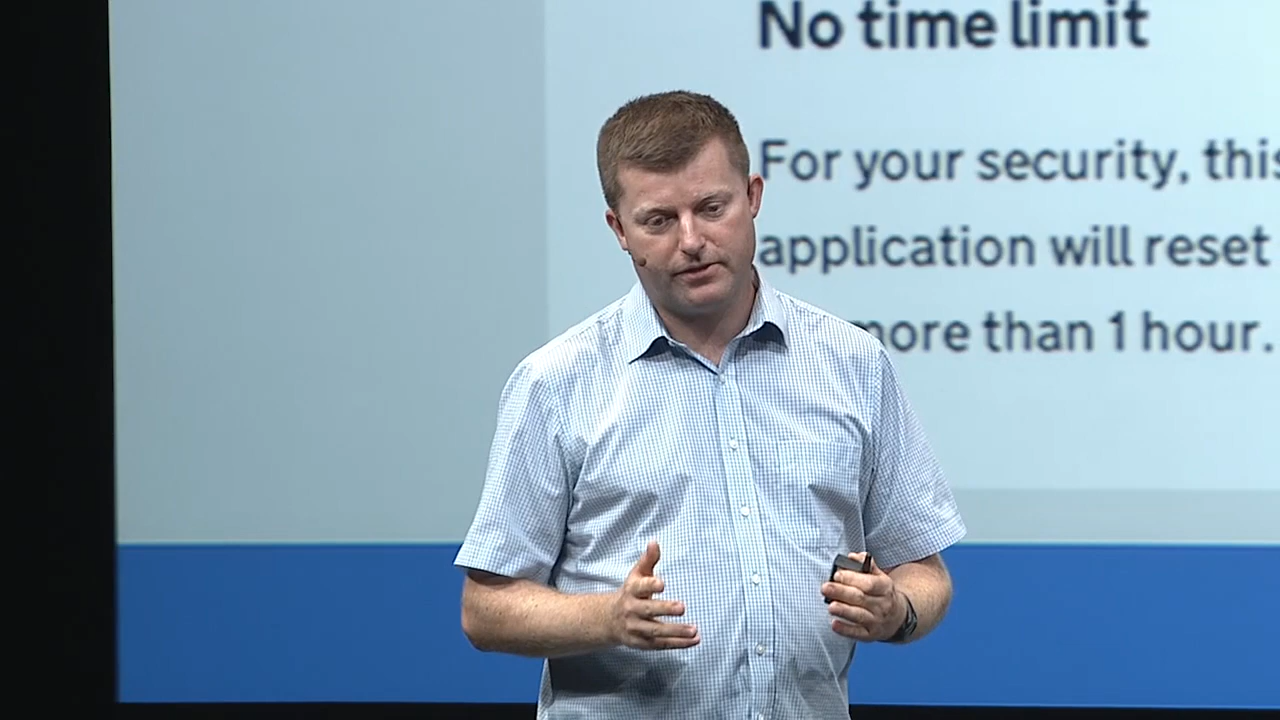 No time limit
For your security, this
application will reset
more than 1 hour.